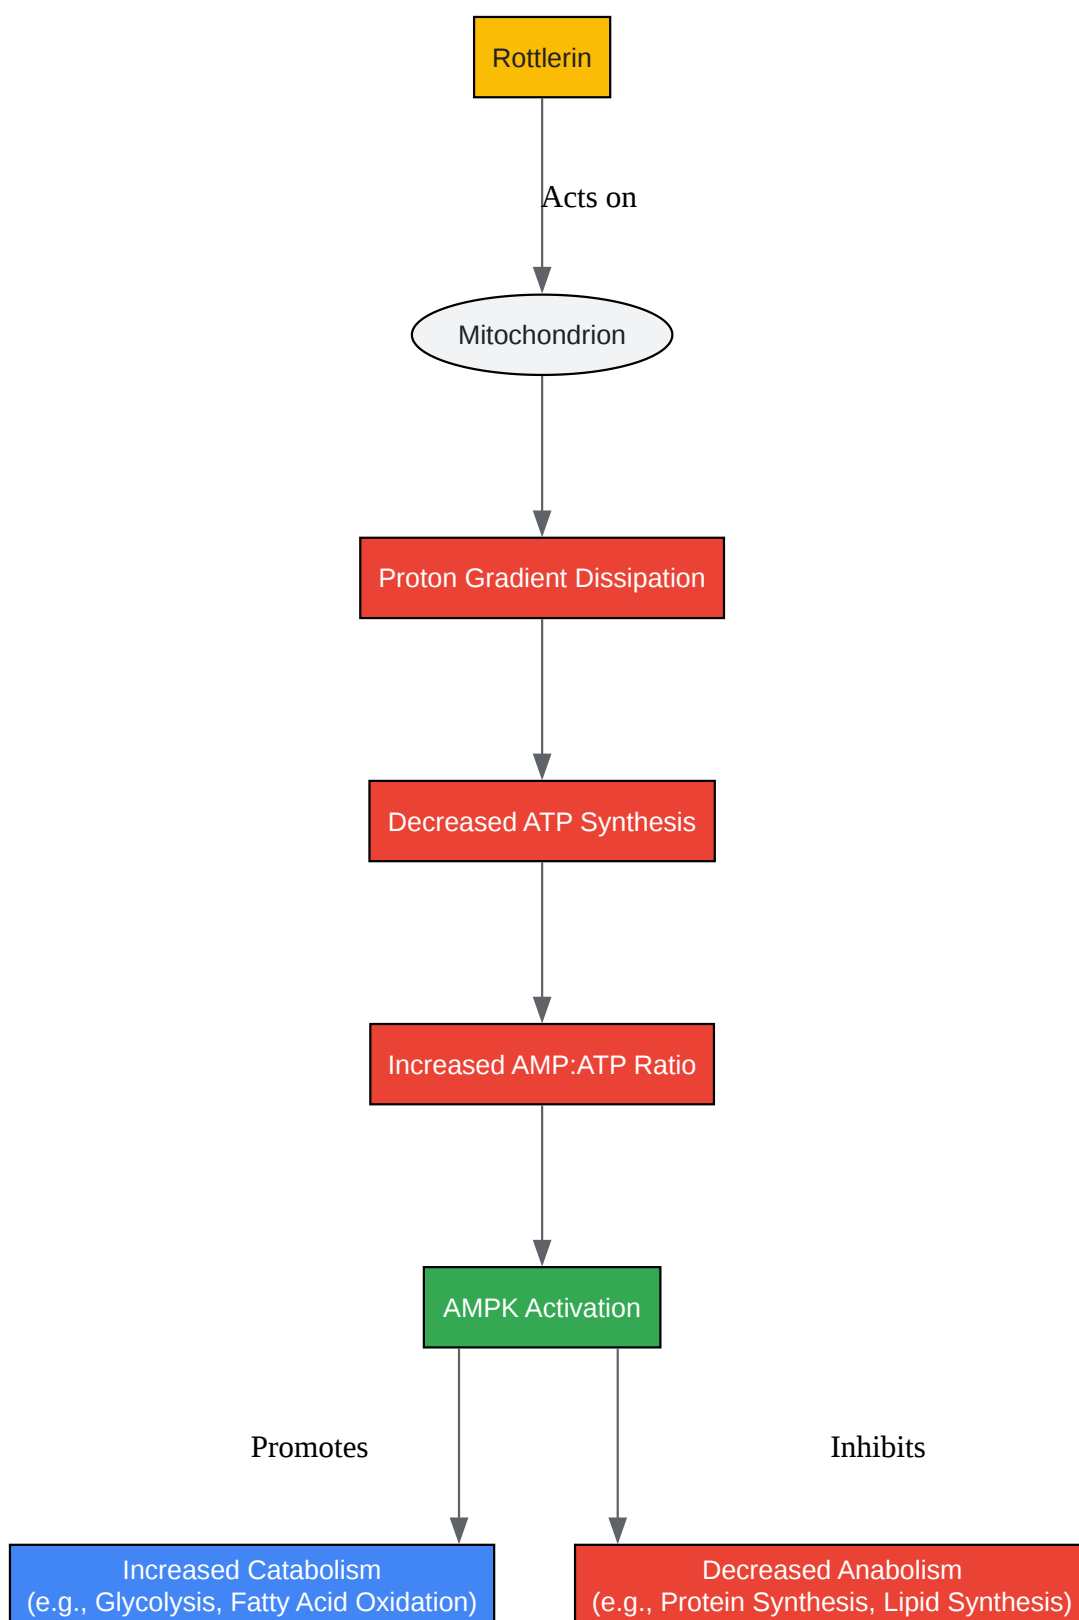 Rottlerin
Acts on
Mitochondrion
Proton Gradient Dissipation
Decreased ATP Synthesis
Increased AMP:ATP Ratio
AMPK Activation
Promotes
Inhibits
Increased Catabolism
(e.g., Glycolysis, Fatty Acid Oxidation)
Decreased Anabolism
(e.g., Protein Synthesis, Lipid Synthesis)